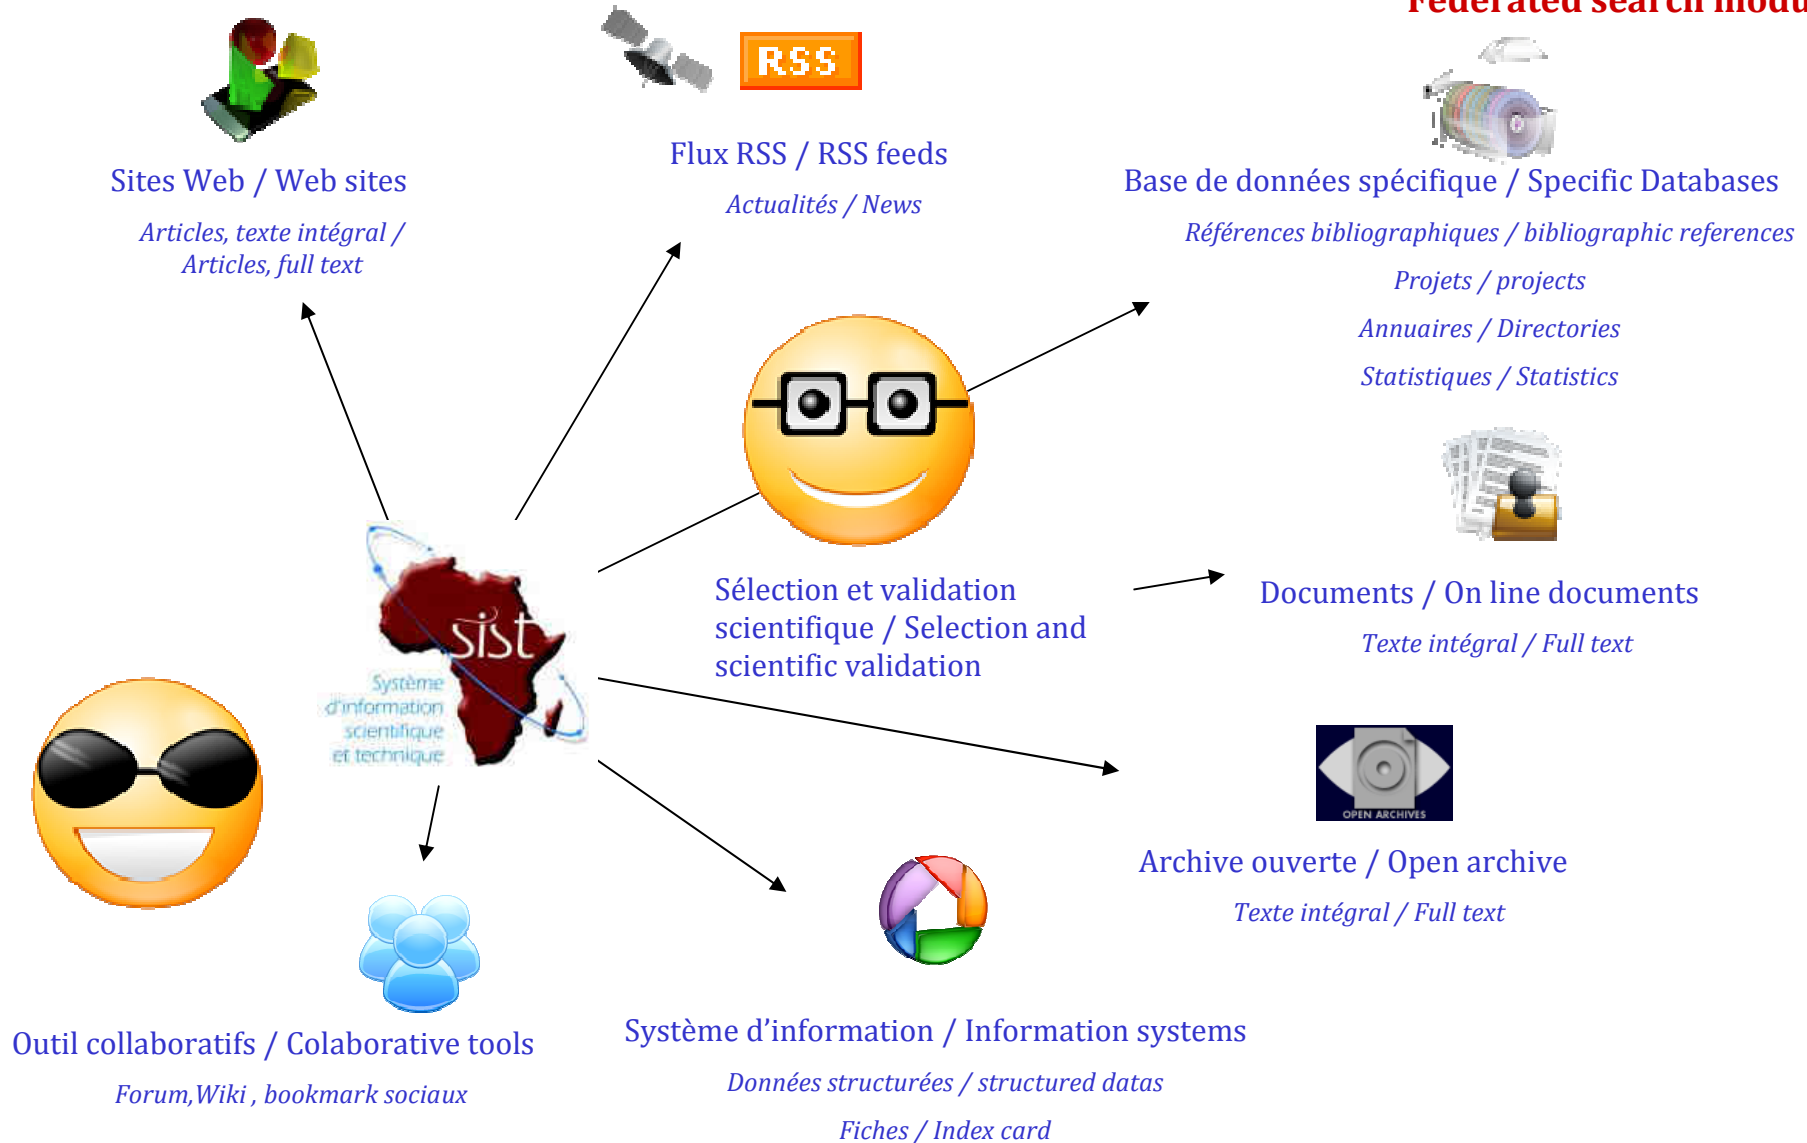 Federated search modu
RSS
Flux RSS / RSS feeds
Actualités / News
Sites Web / Web sites
Articles, texte intégral /
Articles, full text
Base de données spécifique / Specific Databases
Références bibliographiques / bibliographic references
Projets / projects
Annuaires / Directories
Statistiques / Statistics
Sélection et validation
scientifique / Selection and
scientific validation
Documents / On line documents
Texte intégral / Full text
sist
Système
d'information
scientifique
et technique
OPEN ARCHIVES
Archive ouverte / Open archive
Texte intégral / Full text
Outil collaboratifs / Colaborative tools
Forum,Wiki , bookmark sociaux
Système d’information / Information systems
Données structurées / structured datas
Fiches / Index card